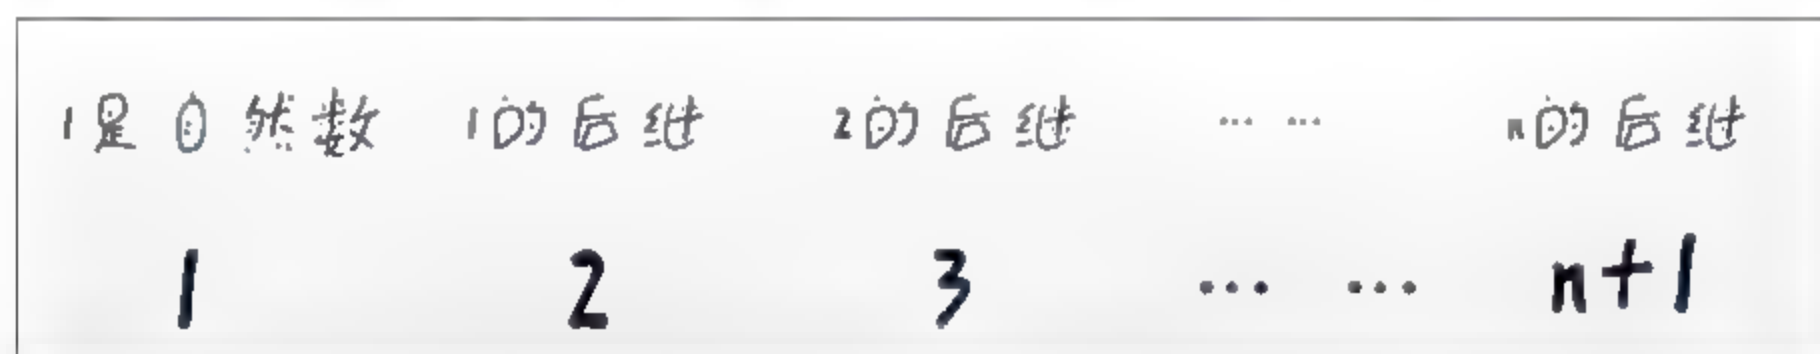 1是自然数 1的后继 2的后继 …… n的后继
1 2 3 …… n+1